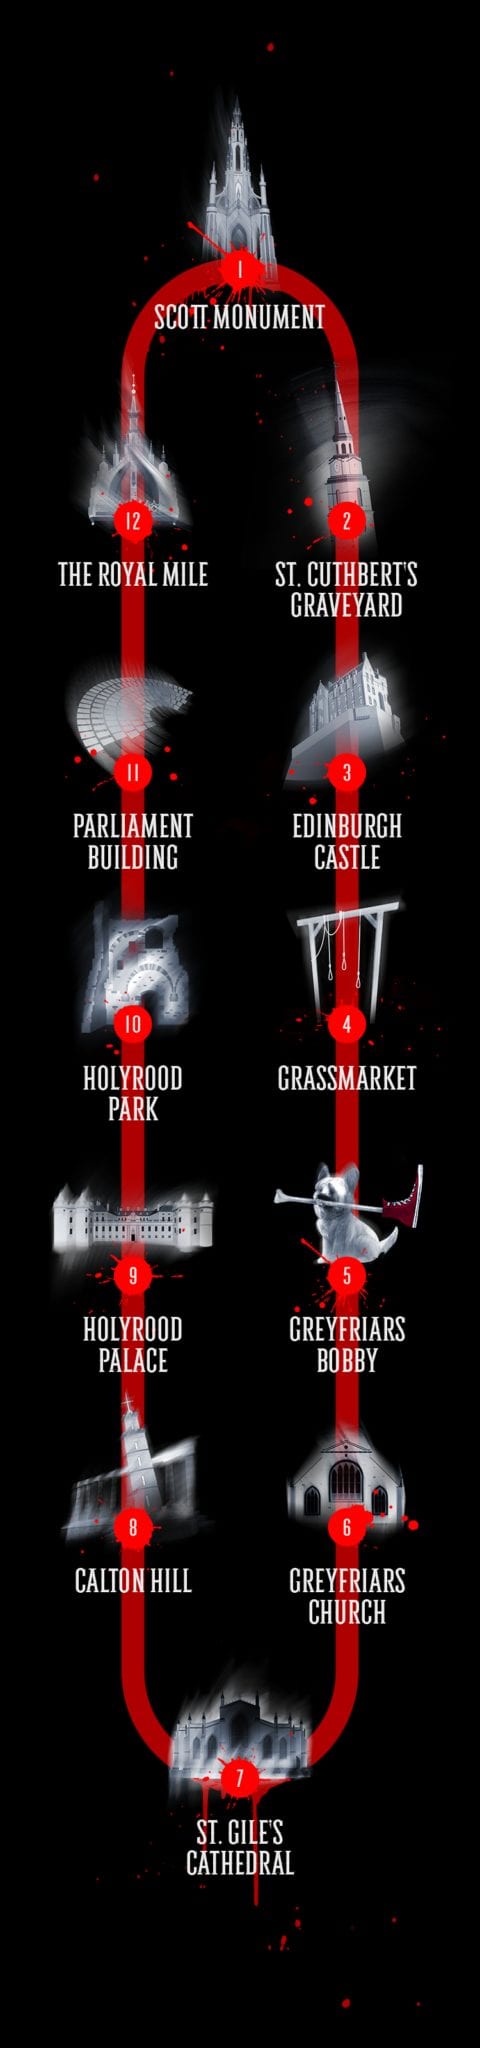 1
SCOTT MONUMENT
2
ST. CUTHBERT'S
GRAVEYARD
3
EDINBURGH
CASTLE
4
GRASSMARKET
5
GREYFRIARS
BOBBY
6
GREYFRIARS
CHURCH
7
ST. GILE'S
CATHEDRAL
8
CALTON HILL
9
HOLYROOD
PALACE
10
HOLYROOD
PARK
11
PARLIAMENT
BUILDING
12
THE ROYAL MILE